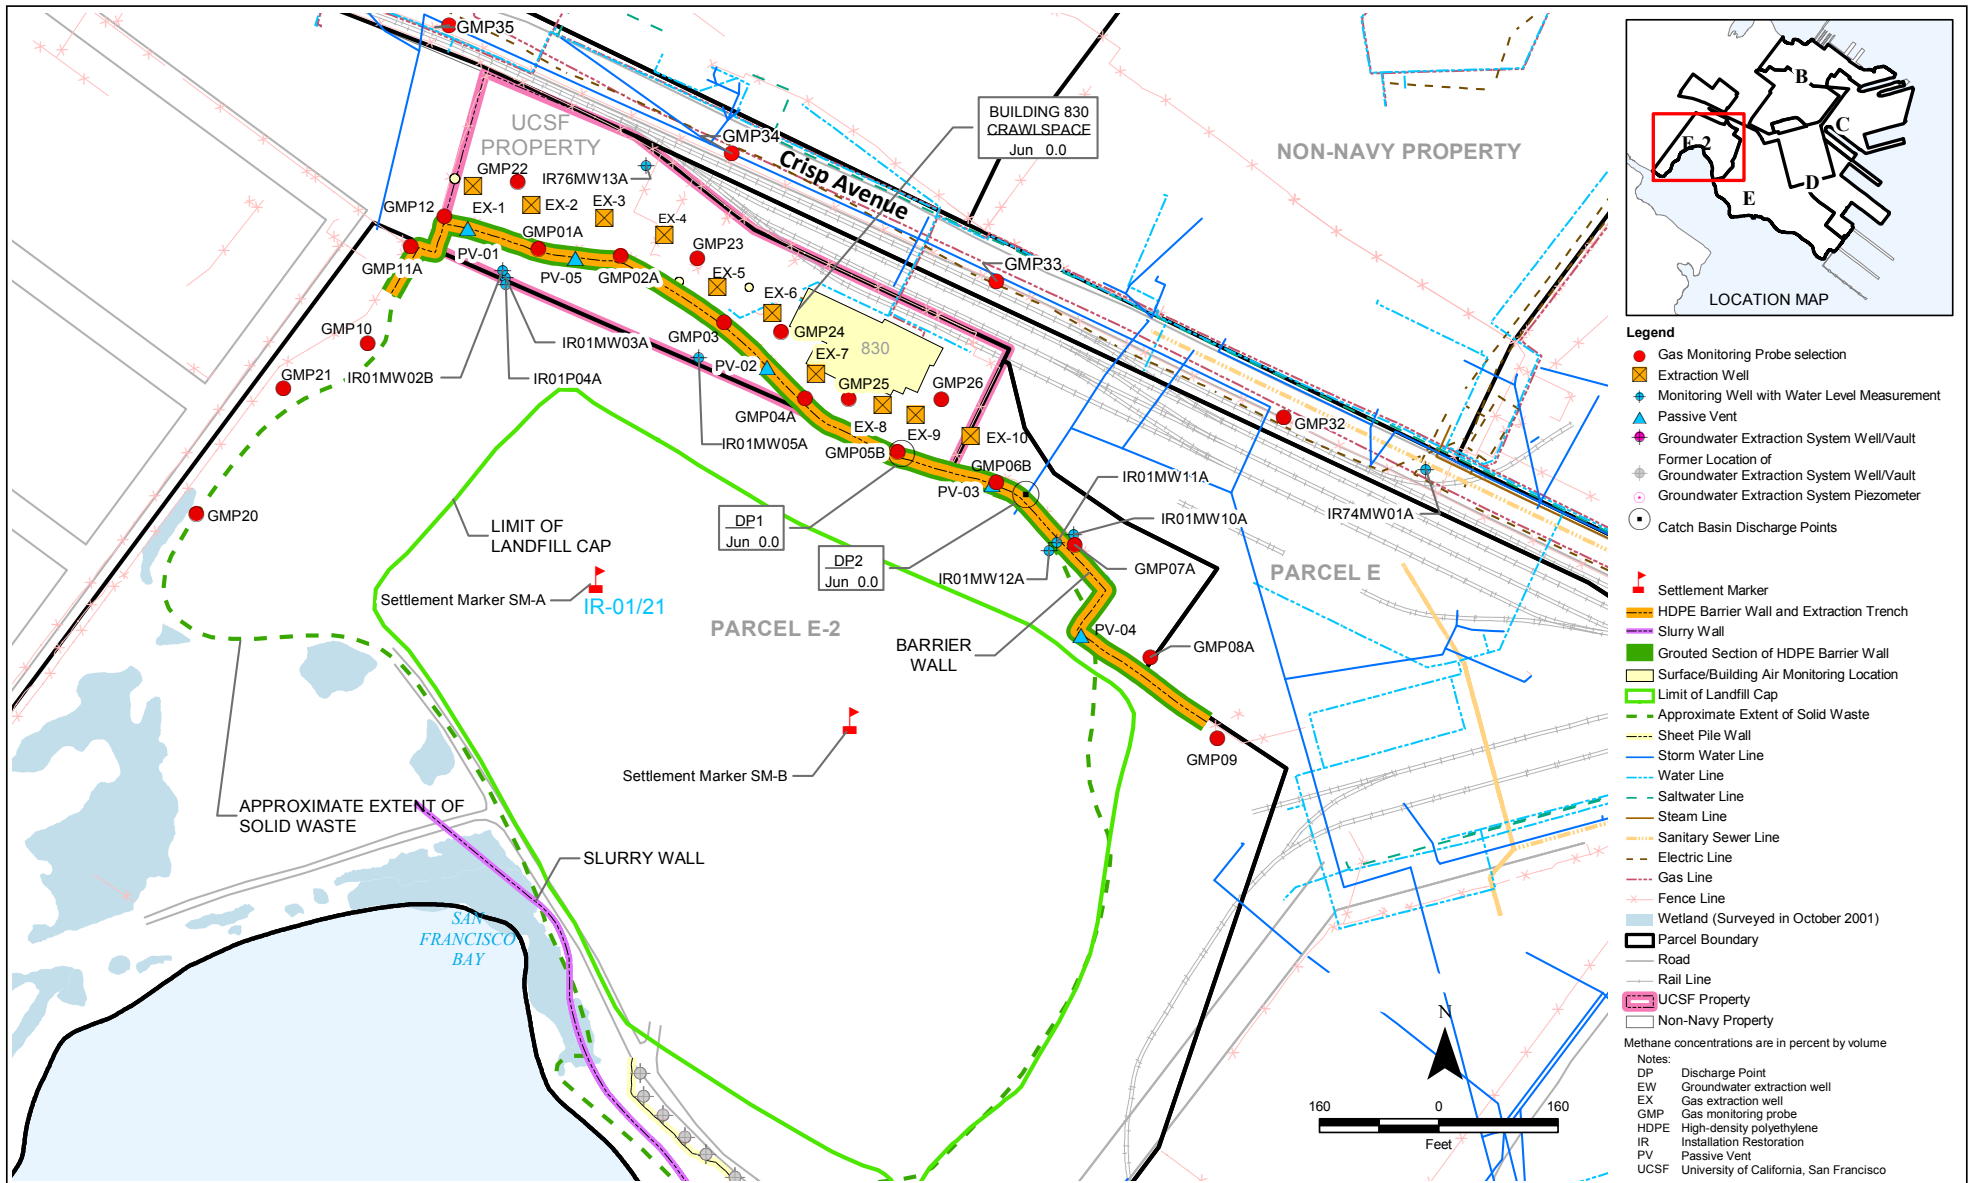 GMP35
UCSF
PROPERTY
GMP34
Crisp Avenue
BUILDING 830
CRAWLSPACE
Jun 0.0
NON-NAVY PROPERTY
GMP22
IR76MW13A
GMP12
EX-1
EX-2
EX-3
EX-4
GMP01A
GMP23
GMP33
GMP11A
PV-01
PV-05
GMP02A
EX-5
EX-6
GMP10
IR01MW03A
GMP03
GMP24
830
EX-7
PV-02
GMP21
IR01MW02B
IR01P04A
GMP25
GMP26
GMP04A
GMP32
EX-8
EX-9
EX-10
IR01MW05A
GMP05B
GMP06B
PV-03
IR01MW11A
GMP20
LIMIT OF
LANDFILL CAP
DP1
Jun 0.0
IR01MW10A
IR74MW01A
DP2
Jun 0.0
IR01MW12A
GMP07A
PARCEL E
Settlement Marker SM-A
IR-01/21
PARCEL E-2
PV-04
BARRIER
WALL
GMP08A
GMP09
Settlement Marker SM-B
APPROXIMATE EXTENT OF
SOLID WASTE
SLURRY WALL
SAN
FRANCISCO
BAY
N
160 0 160
Feet
B
C
E-2
D
E
LOCATION MAP
Legend
Gas Monitoring Probe selection
Extraction Well
Monitoring Well with Water Level Measurement
Passive Vent
Groundwater Extraction System Well/Vault
Former Location of
Groundwater Extraction System Well/Vault
Groundwater Extraction System Piezometer
Catch Basin Discharge Points
Settlement Marker
HDPE Barrier Wall and Extraction Trench
Slurry Wall
Grouted Section of HDPE Barrier Wall
Surface/Building Air Monitoring Location
Limit of Landfill Cap
Approximate Extent of Solid Waste
Sheet Pile Wall
Storm Water Line
Water Line
Saltwater Line
Steam Line
Sanitary Sewer Line
Electric Line
Gas Line
Fence Line
Wetland (Surveyed in October 2001)
Parcel Boundary
Road
Rail Line
UCSF Property
Non-Navy Property
Methane concentrations are in percent by volume
Notes:
DP Discharge Point
EW Groundwater extraction well
EX Gas extraction well
GMP Gas monitoring probe
HDPE High-density polyethylene
IR Installation Restoration
PV Passive Vent
UCSF University of California, San Francisco